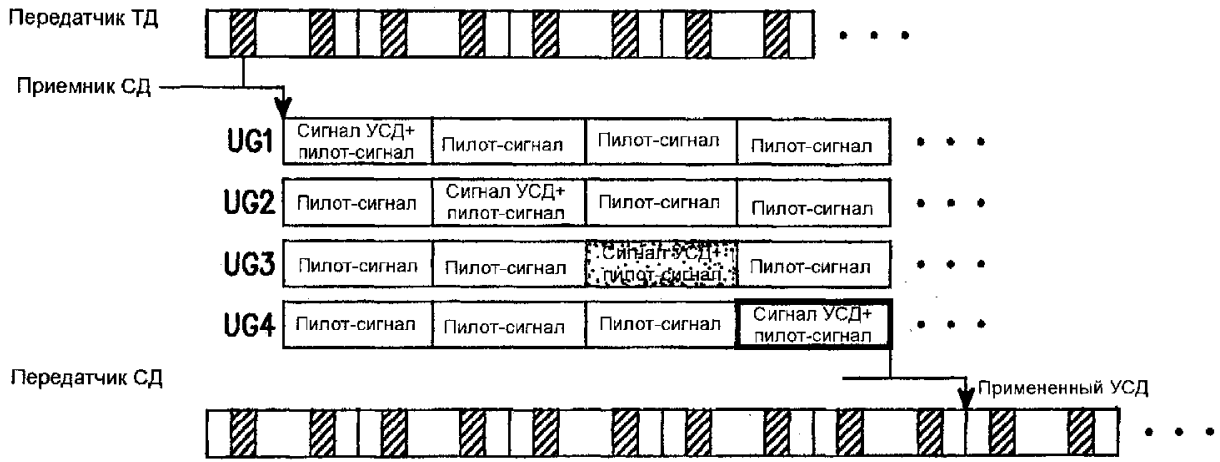 Передатчик ТД
Приемник СД
UG1 Сигнал УСД+ пилот-сигнал Пилот-сигнал Пилот-сигнал Пилот-сигнал
UG2 Пилот-сигнал Сигнал УСД+ пилот-сигнал Пилот-сигнал Пилот-сигнал
UG3 Пилот-сигнал Пилот-сигнал Сигнал УСД+ пилот-сигнал Пилот-сигнал
UG4 Пилот-сигнал Пилот-сигнал Пилот-сигнал Сигнал УСД+ пилот-сигнал
Передатчик СД
Примененный УСД